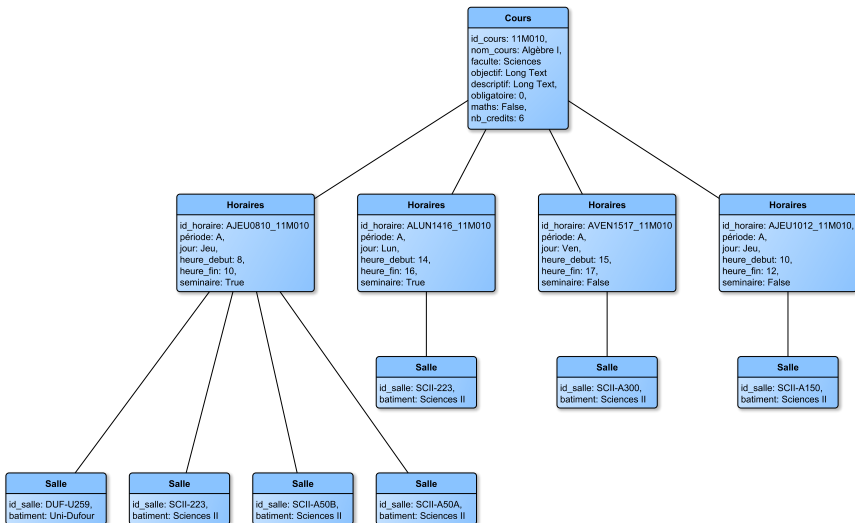 Cours
id_cours: 11M010,
nom_cours: Algèbre I,
faculte: Sciences
objectif: Long Text
descriptif: Long Text,
obligatoire: 0,
maths: False,
nb_credits: 6
Horaires
id_horaire: AJEU0810_11M010
période: A,
jour: Jeu,
heure_debut: 8,
heure_fin: 10,
seminaire: True
Horaires
id_horaire: ALUN1416_11M010
période: A,
jour: Lun,
heure_debut: 14,
heure_fin: 16,
seminaire: True
Horaires
id_horaire: AVEN1517_11M010
période: A,
jour: Ven,
heure_debut: 15,
heure_fin: 17,
seminaire: False
Horaires
id_horaire: AJEU1012_11M010,
période: A,
jour: Jeu,
heure_debut: 10,
heure_fin: 12,
seminaire: False
Salle
id_salle: SCII-223,
batiment: Sciences II
Salle
id_salle: SCII-A300,
batiment: Sciences II
Salle
id_salle: SCII-A150,
batiment: Sciences II
Salle
id_salle: DUF-U259,
batiment: Uni-Dufour
Salle
id_salle: SCII-223,
batiment: Sciences II
Salle
id_salle: SCII-A50B,
batiment: Sciences II
Salle
id_salle: SCII-A50A,
batiment: Sciences II